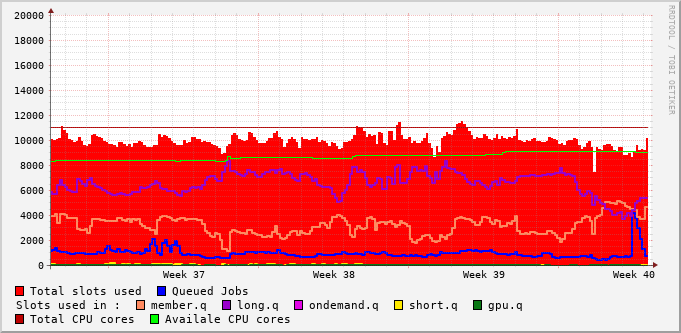 20000
18000
16000
14000
12000
10000
8000
6000
4000
2000
0
Week 37 Week 38 Week 39 Week 40
Total slots used Queued Jobs
Slots used in : member.q long.q ondemand.q short.q gpu.q
Total CPU cores Availale CPU cores
RRDTOOL / TOBI OETIKER